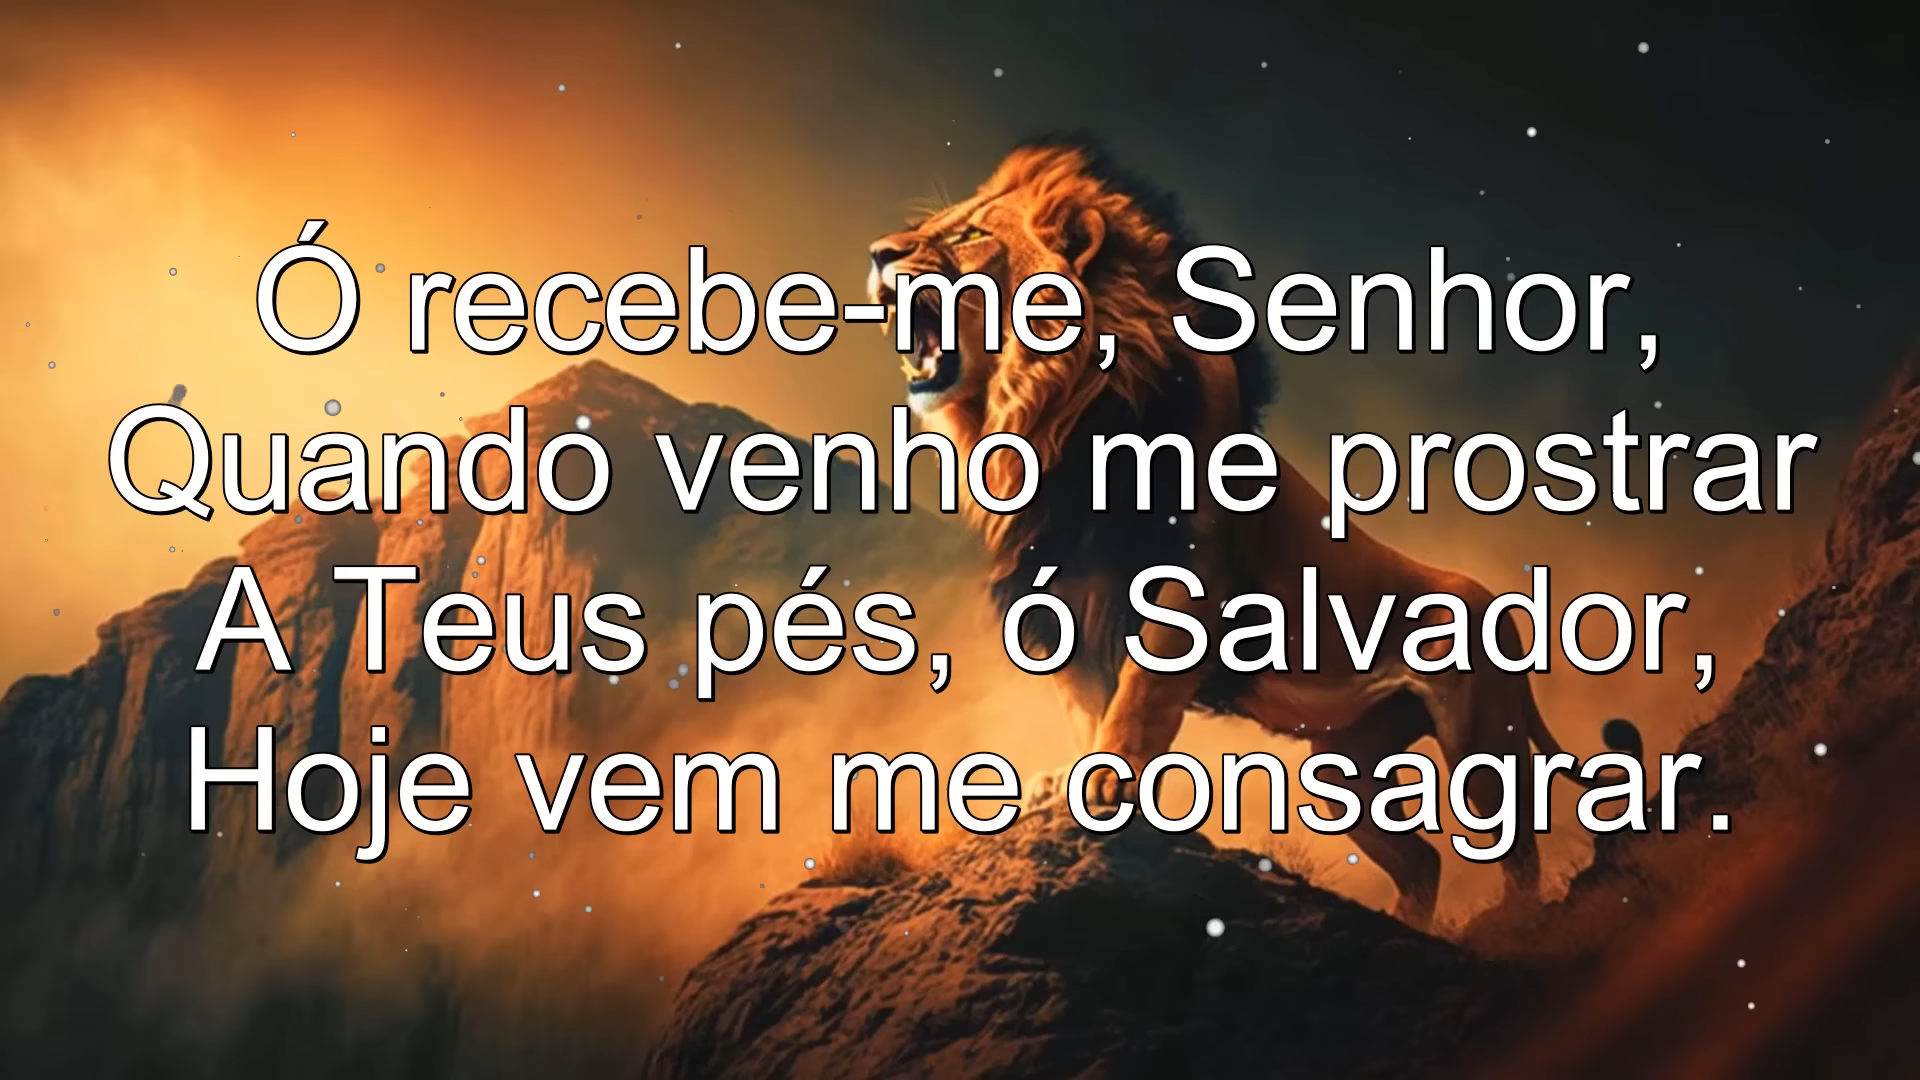 Ó recebe-me, Senhor,
Quando venho me prostrar
A Teus pés, ó Salvador,
Hoje vem me consagrar.